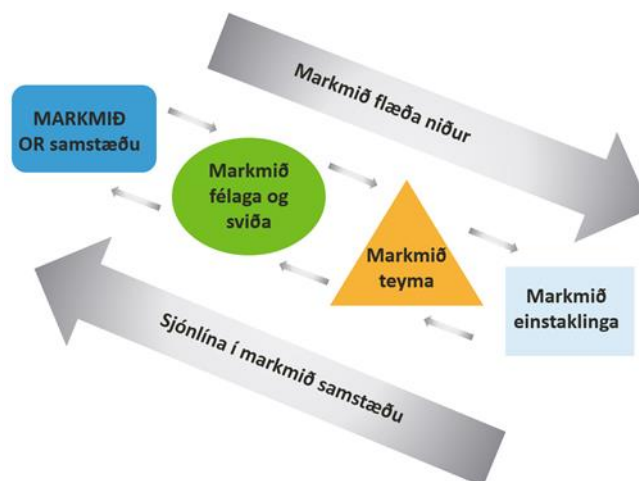 Markmið flæða niður
MARKMIÐ
OR samstæðu
Markmið
félaga og
sviða
Markmið
teyma
Markmið
einstaklinga
Sjónlína í markmið samstæðu